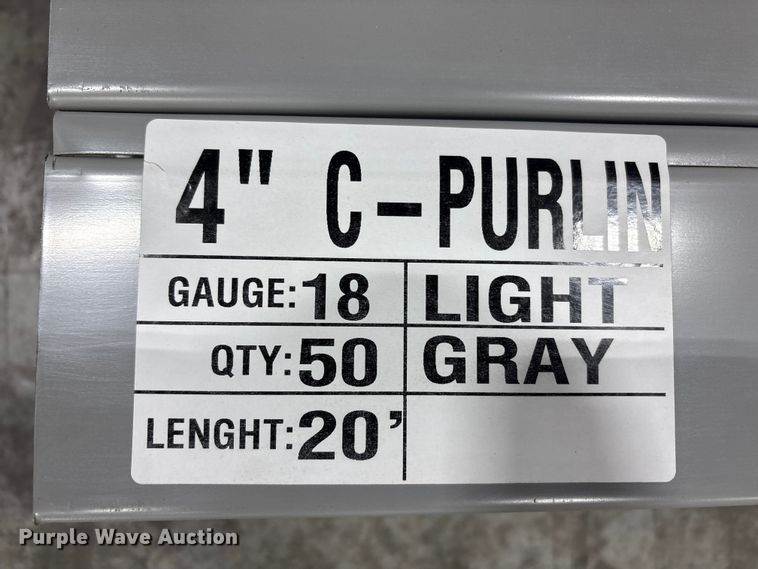 4" C-PURLIN
GAUGE: 18 LIGHT
QTY: 50 GRAY
LENGHT: 20'
Purple Wave Auction